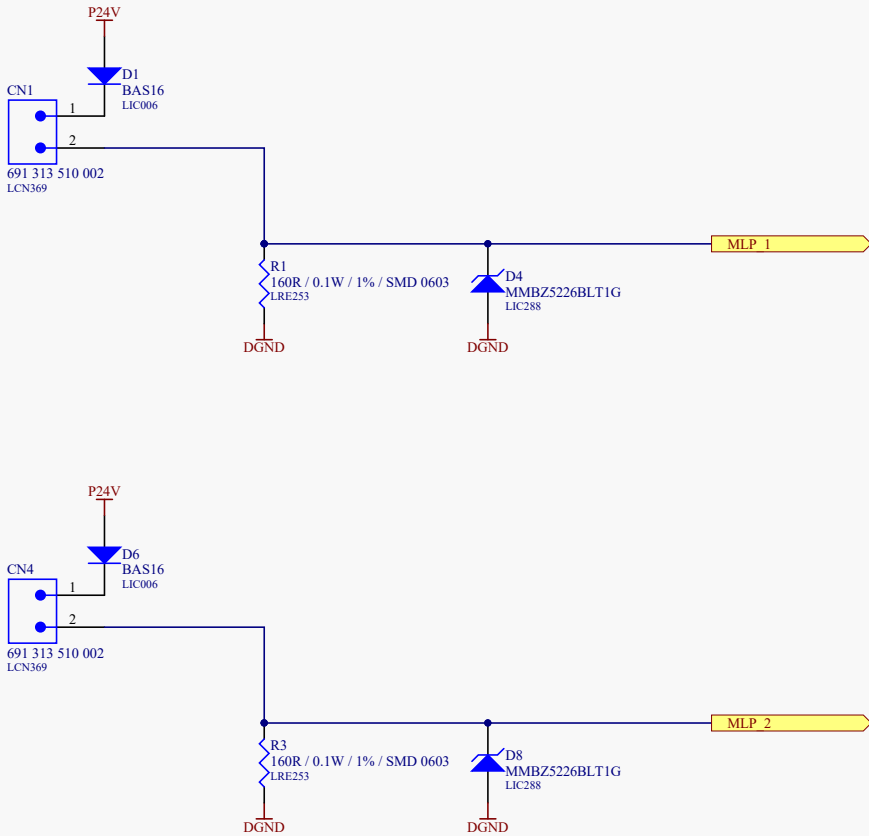 P24V
D1
BAS16
LIC006
CN1
1
2
691 313 510 002
LCN369
MLP_1
R1
160R / 0.1W / 1% / SMD 0603
LRE253
D4
MMBZ5226BLT1G
LIC288
DGND
DGND
P24V
D6
BAS16
LIC006
CN4
1
2
691 313 510 002
LCN369
MLP_2
R3
160R / 0.1W / 1% / SMD 0603
LRE253
D8
MMBZ5226BLT1G
LIC288
DGND
DGND